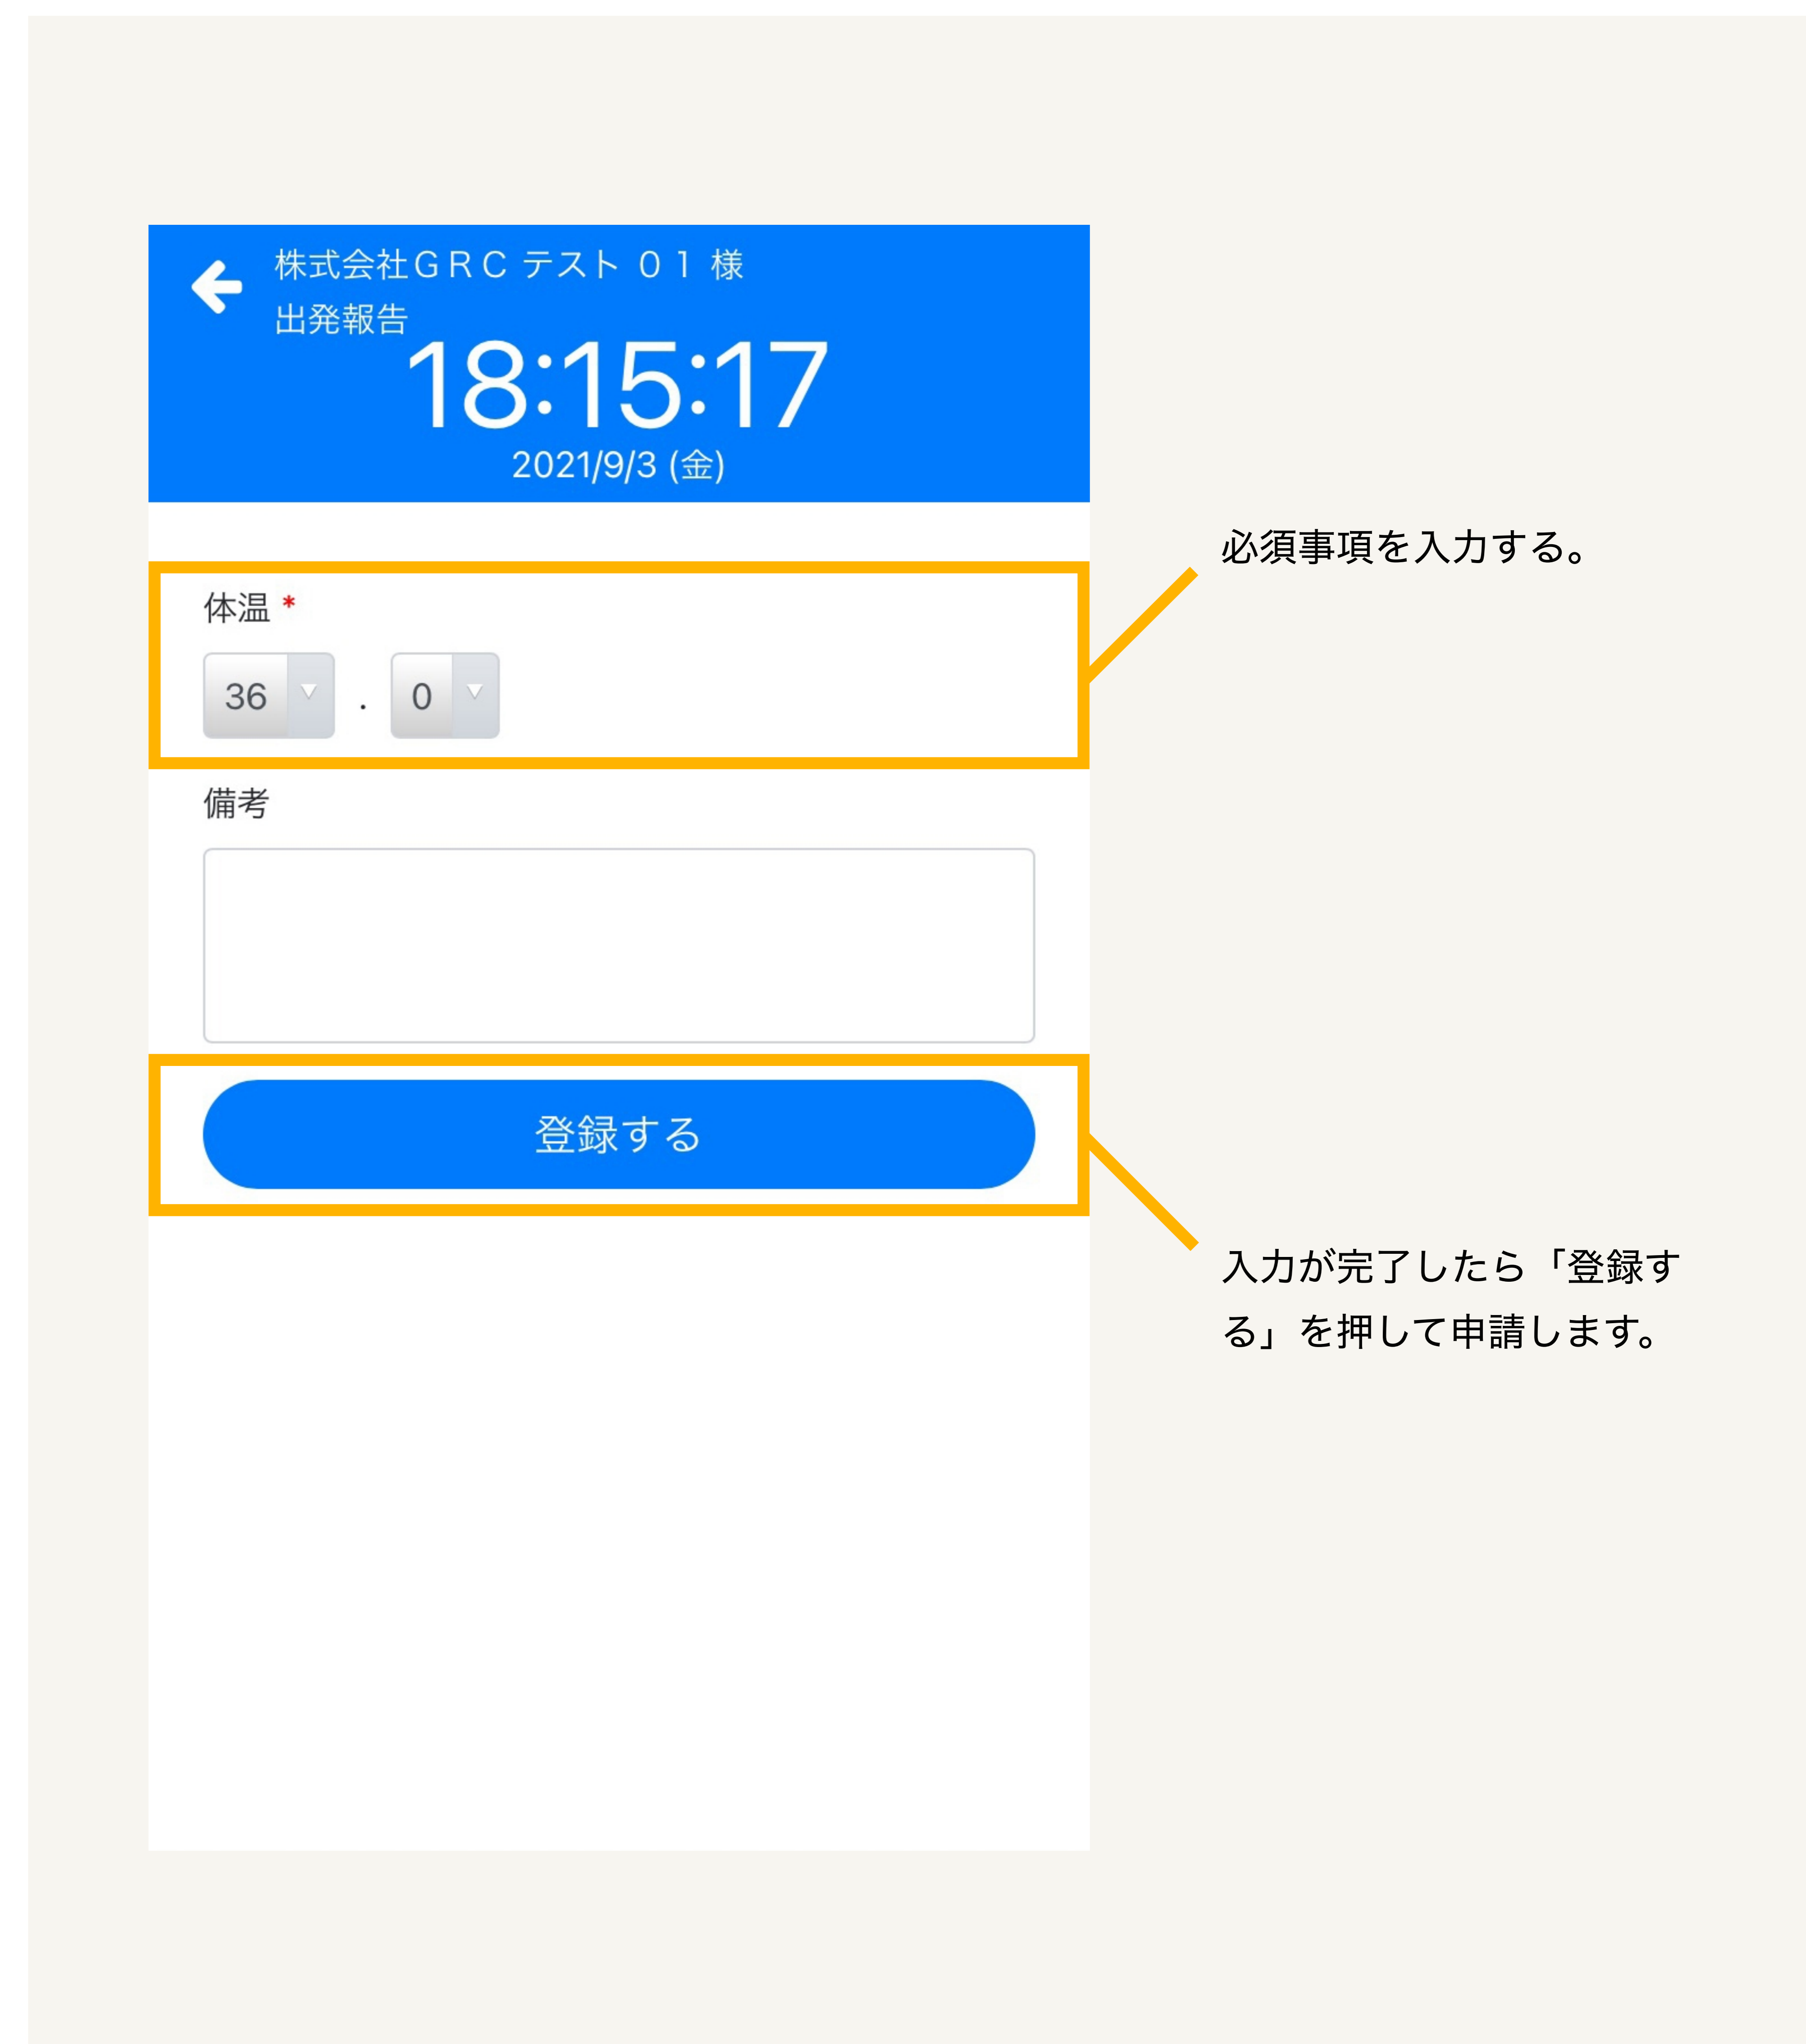 株式会社ＧＲＣ テスト ０１ 様
出発報告
18:15:17
2021/9/3 (金)
必須事項を入力する。
体温 *
36 . 0
備考
登録する
入力が完了したら「登録す
る」を押して申請します。